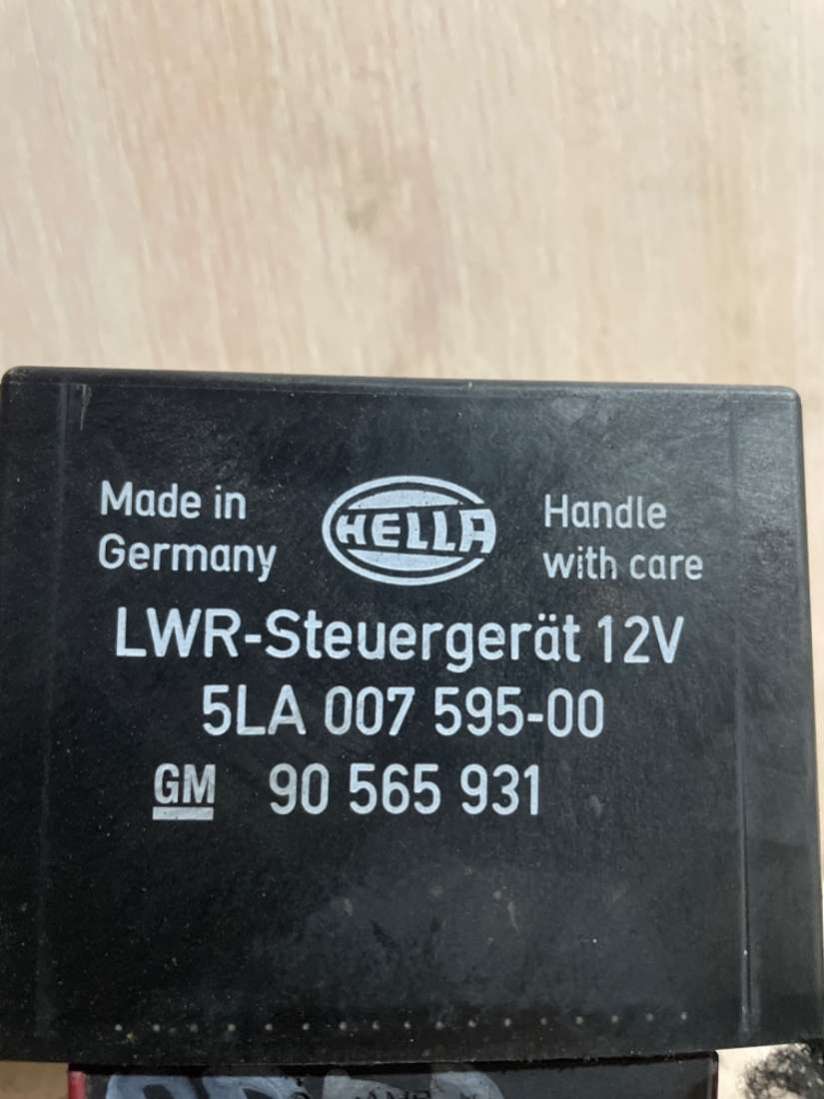 Made in
Germany
HELLA
Handle
with care
LWR-Steuergerät 12V
5LA 007 595-00
GM 90 565 931